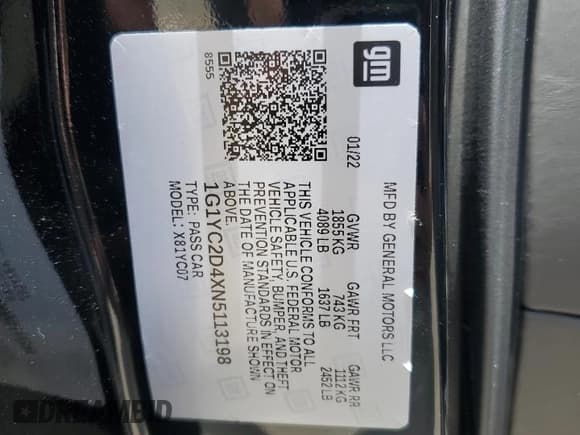 gm
MFD BY GENERAL MOTORS LLC
01/22
GVWR GAWR FRT GAWR RR
1855 KG 743 KG 1112 KG
4089 LB 1637 LB 2452 LB
THIS VEHICLE CONFORMS TO ALL
APPLICABLE U.S. FEDERAL MOTOR
VEHICLE SAFETY, BUMPER, AND THEFT
PREVENTION STANDARDS IN EFFECT ON
THE DATE OF MANUFACTURE SHOWN
ABOVE.
1G1YC2D4XN5113198
TYPE: PASS CAR
MODEL: X81YC07
8555
DREAMBID